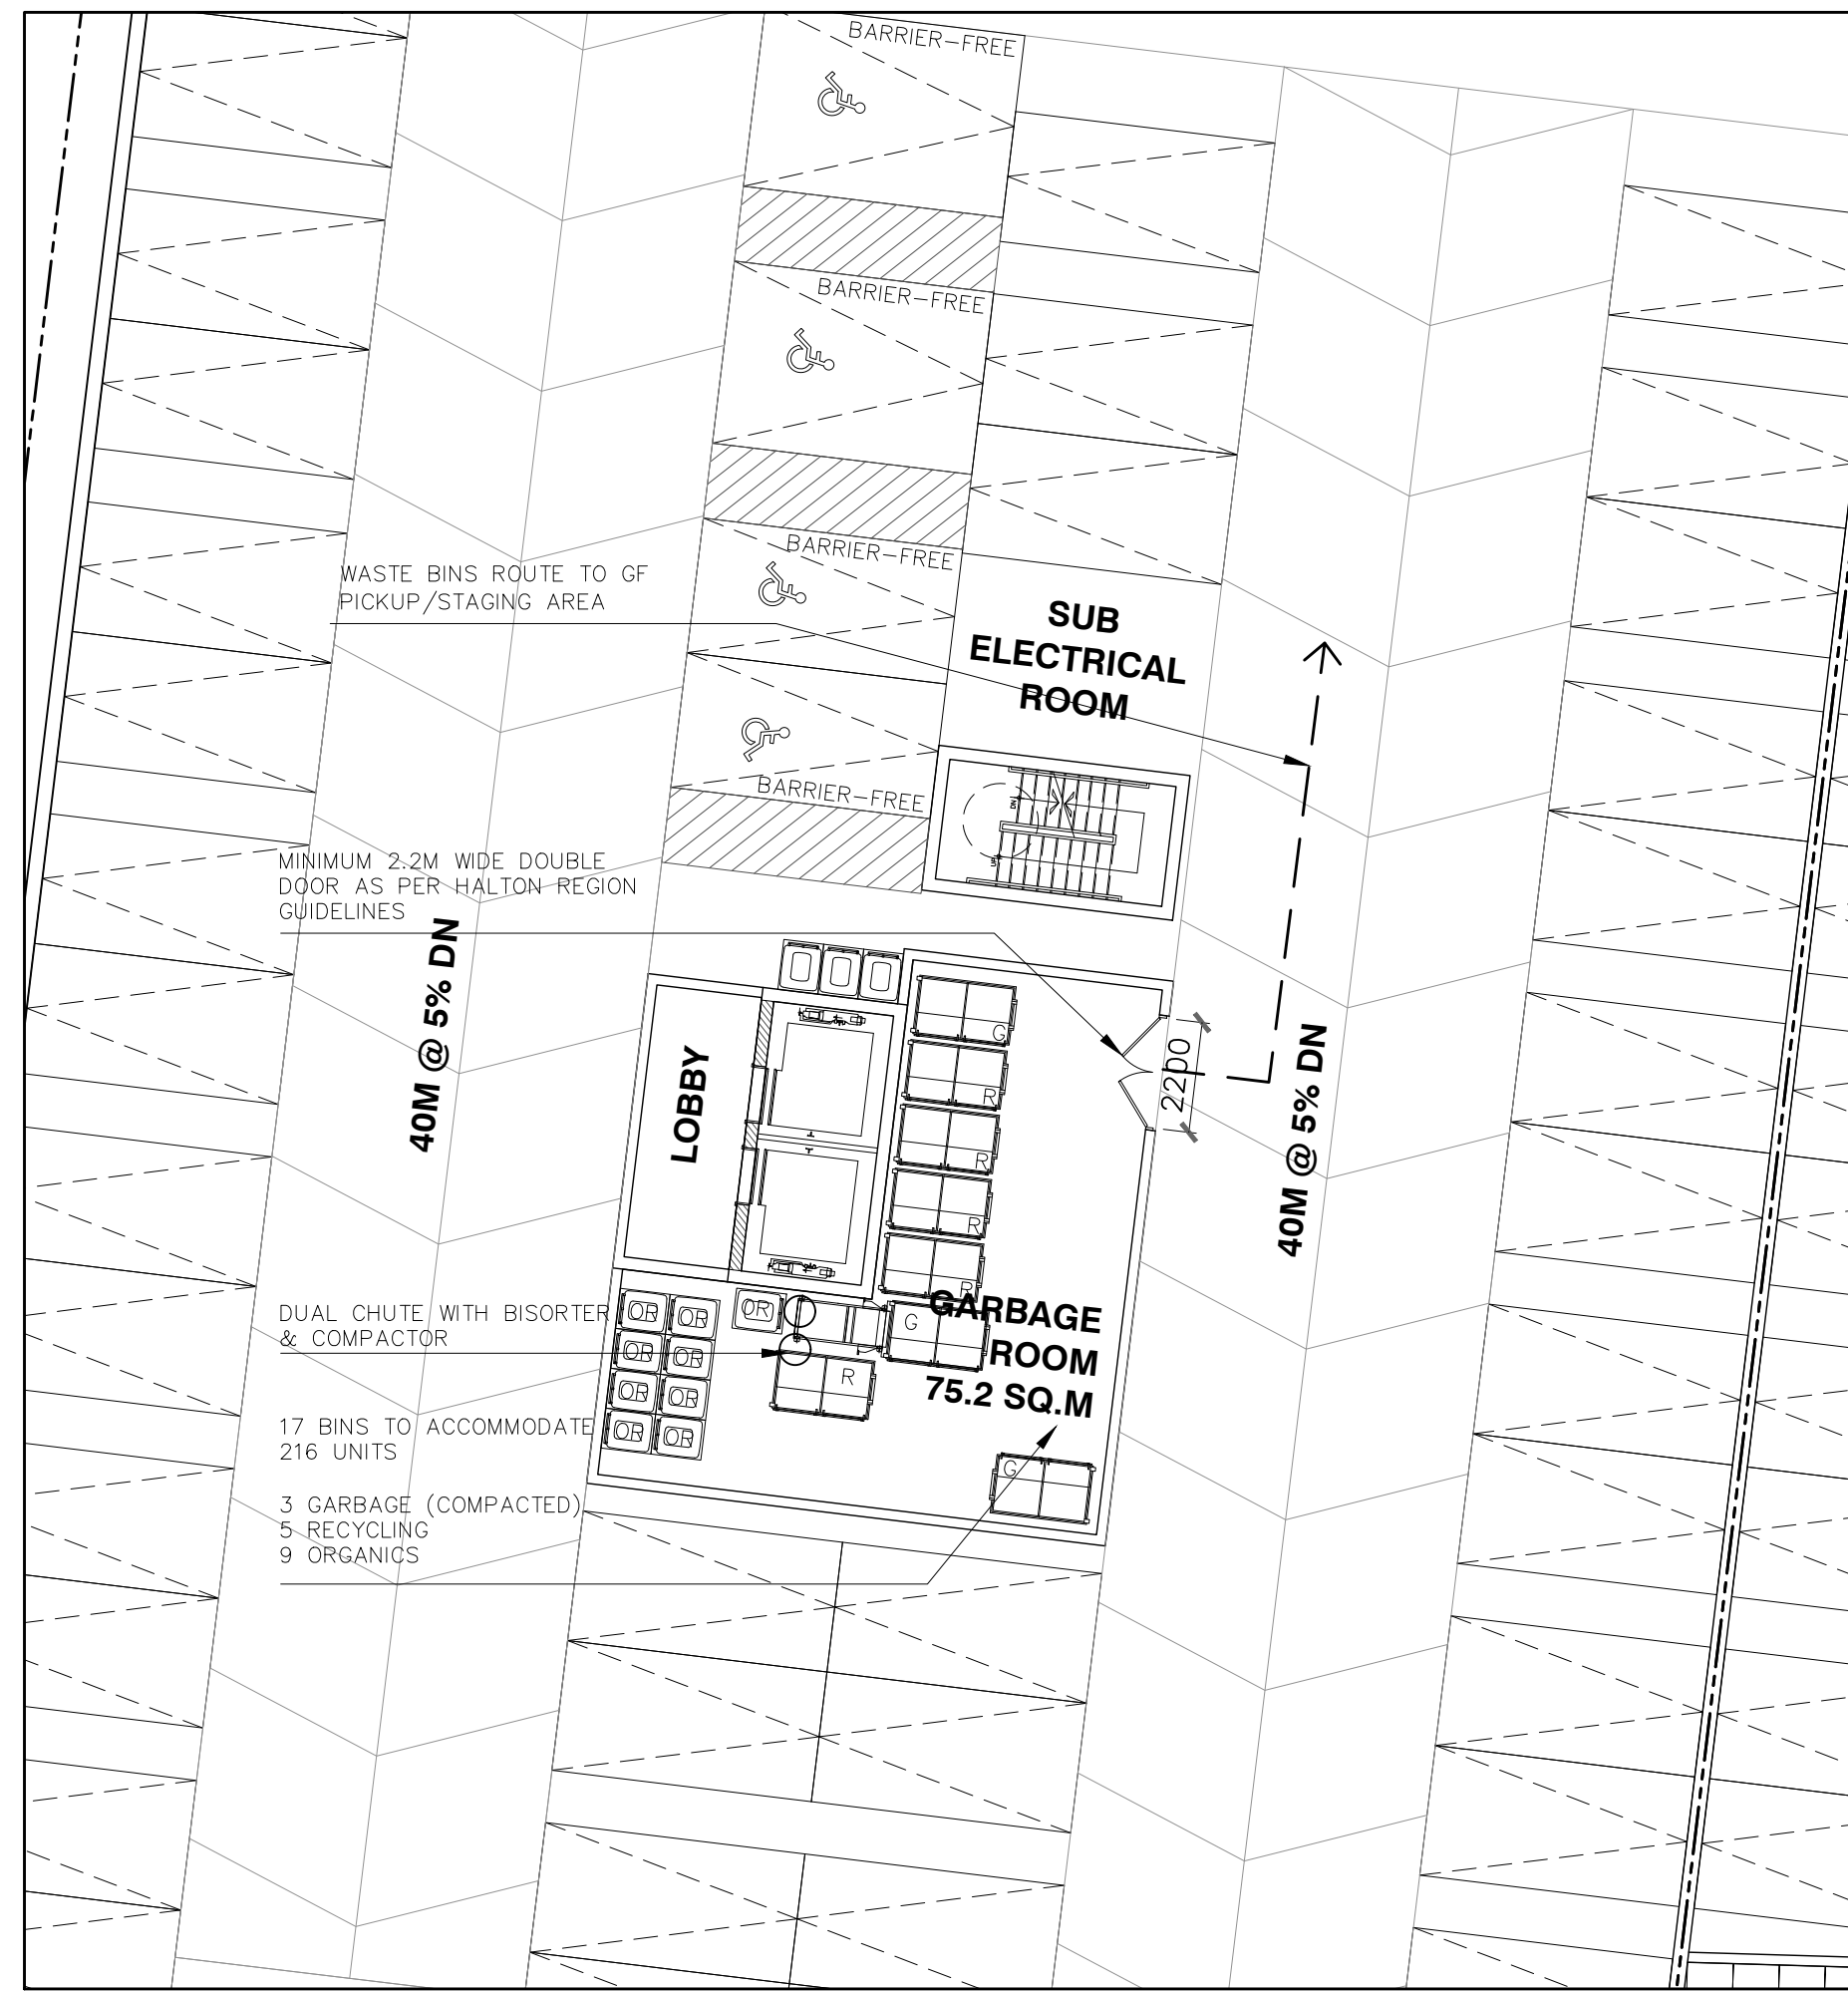 BARRIER-FREE
BARRIER-FREE
BARRIER-FREE
WASTE BINS ROUTE TO GF
PICKUP/STAGING AREA
SUB
ELECTRICAL
ROOM
BARRIER-FREE
DN
UP
MINIMUM 2.2M WIDE DOUBLE
DOOR AS PER HALTON REGION
GUIDELINES
40M @ 5% DN
LOBBY
G
R
R
R
R
2200
40M @ 5% DN
DUAL CHUTE WITH BISORTER
& COMPACTOR
OR
OR
OR
OR
OR
OR
OR
OR
OR
G
R
GARBAGE
ROOM
75.2 SQ.M
G
17 BINS TO ACCOMMODATE
216 UNITS
3 GARBAGE (COMPACTED)
5 RECYCLING
9 ORGANICS